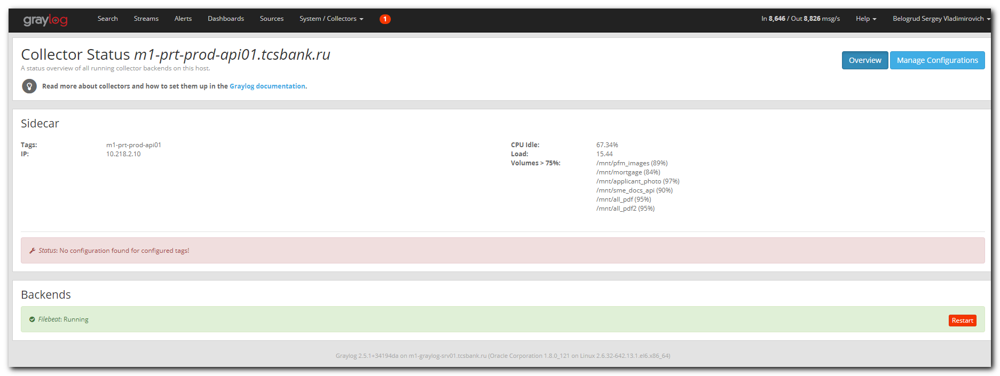 graylog Search Streams Alerts Dashboards Sources System / Collectors 1 In 8,646 / Out 8,826 msg/s Help Belogrud Sergey Vladimirovich
Collector Status m1-prt-prod-api01.tcsbank.ru
Overview Manage Configurations
A status overview of all running collector backends on this host.
Read more about collectors and how to set them up in the Graylog documentation.
Sidecar
Tags: m1-prt-prod-api01
IP: 10.218.2.10
CPU Idle: 67.34%
Load: 15.44
Volumes > 75%: /mnt/pfm_images (89%)
/mnt/mortgage (84%)
/mnt/applicant_photo (97%)
/mnt/sme_docs_api (90%)
/mnt/all_pdf (95%)
/mnt/all_pdf2 (95%)
Status: No configuration found for configured tags!
Backends
Filebeat: Running
Restart
Graylog 2.5.1+34194da on m1-graylog-srv01.tcsbank.ru (Oracle Corporation 1.8.0_121 on Linux 2.6.32-642.13.1.el6.x86_64)